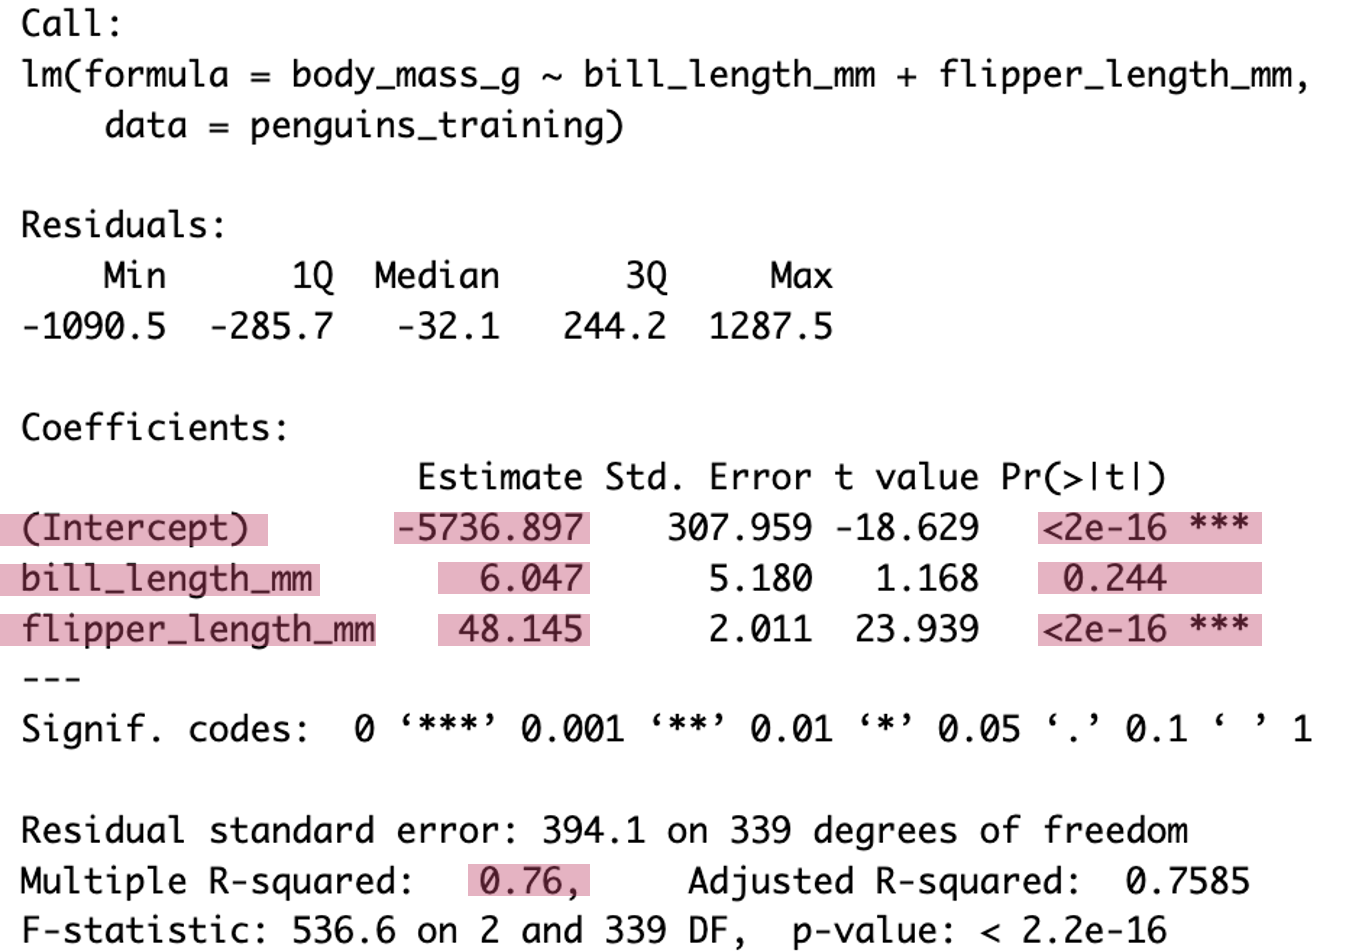 Call:
lm(formula = body_mass_g ~ bill_length_mm + flipper_length_mm,
    data = penguins_training)
Residuals:
    Min      1Q  Median      3Q     Max
-1090.5  -285.7   -32.1   244.2  1287.5
Coefficients:
                   Estimate Std. Error t value Pr(>|t|)
(Intercept)       -5736.897    307.959 -18.629   <2e-16 ***
bill_length_mm        6.047      5.180   1.168    0.244
flipper_length_mm    48.145      2.011  23.939   <2e-16 ***
---
Signif. codes:  0 ‘***’ 0.001 ‘**’ 0.01 ‘*’ 0.05 ‘.’ 0.1 ‘ ’ 1
Residual standard error: 394.1 on 339 degrees of freedom
Multiple R-squared:   0.76,     Adjusted R-squared:  0.7585
F-statistic: 536.6 on 2 and 339 DF,  p-value: < 2.2e-16